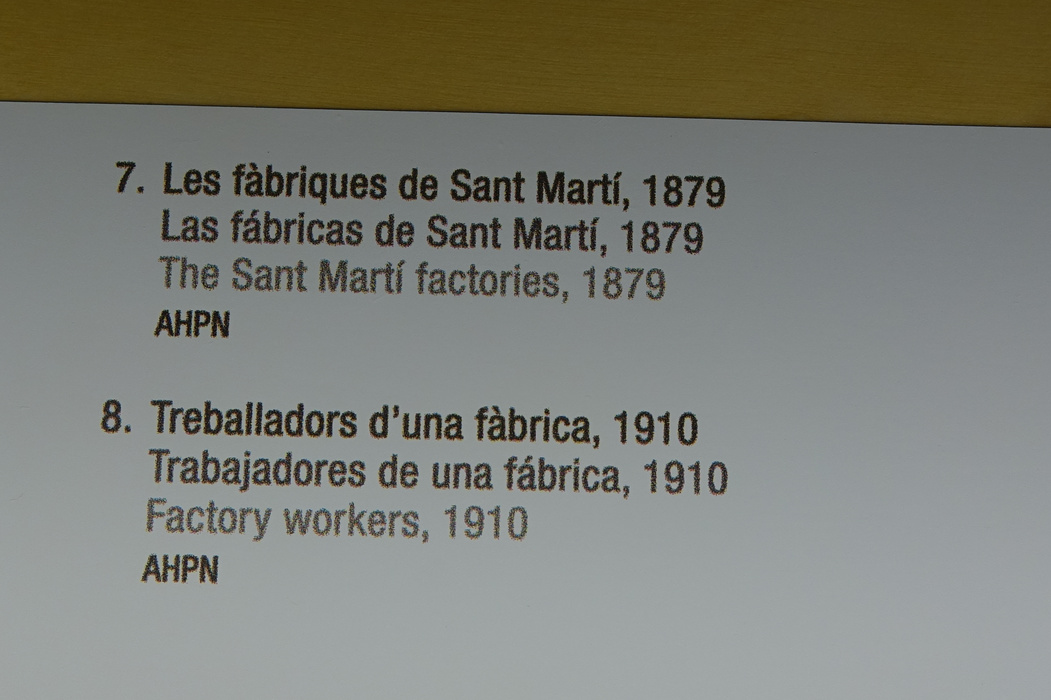 7. Les fàbriques de Sant Martí, 1879
Las fábricas de Sant Martí, 1879
The Sant Martí factories, 1879
AHPN
8. Treballadors d'una fàbrica, 1910
Trabajadores de una fábrica, 1910
Factory workers, 1910
AHPN